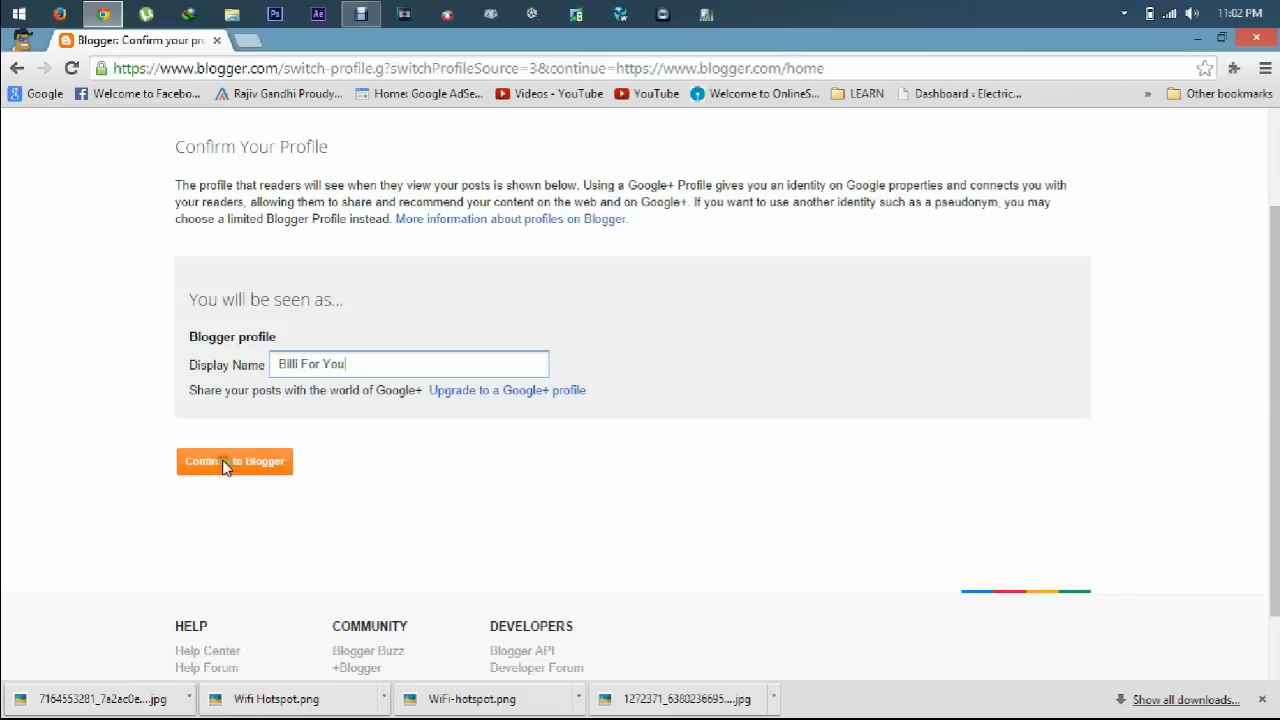 Ps
Ae
11:02 PM
Blogger: Confirm your pr
https://www.blogger.com/switch-profile.g?switchProfileSource=3&continue=https://www.blogger.com/home
Google Welcome to Facebo... Rajiv Gandhi Proudy... Home: Google AdSe... Videos - YouTube YouTube Welcome to OnlineS... LEARN Dashboard ‹ Electric... » Other bookmarks
Confirm Your Profile
The profile that readers will see when they view your posts is shown below. Using a Google+ Profile gives you an identity on Google properties and connects you with
your readers, allowing them to share and recommend your content on the web and on Google+. If you want to use another identity such as a pseudonym, you may
choose a limited Blogger Profile instead. More information about profiles on Blogger.
You will be seen as...
Blogger profile
Display Name Billi For You
Share your posts with the world of Google+ Upgrade to a Google+ profile
Continue to Blogger
HELP COMMUNITY DEVELOPERS
Help Center Blogger Buzz Blogger API
Help Forum +Blogger Developer Forum
7164553281_7a2ac0e....jpg Wifi Hotspot.png WiFi-hotspot.png 1272371_6380236695....jpg Show all downloads...